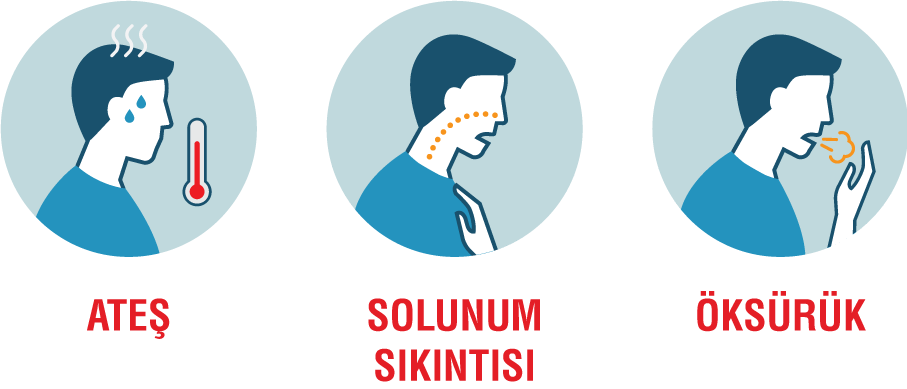 ATEŞ
SOLUNUM
SIKINTISI
ÖKSÜRÜK